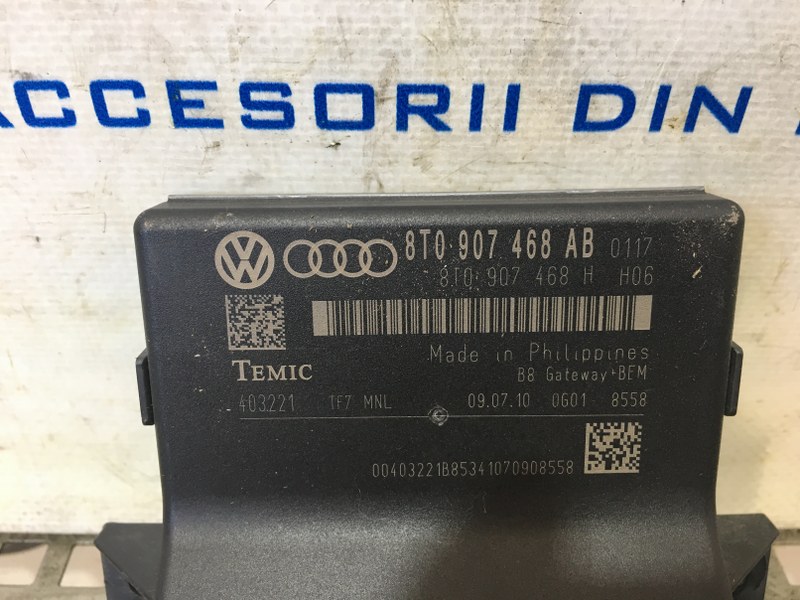 ACCESORII DIN
8T0 907 468 AB 0117
8T0 907 468 H H06
TEMIC
Made in Philippines
B8 Gateway+BEM
403221 1F7 MNL 09.07.10 0601 8558
00403221B85341070908558